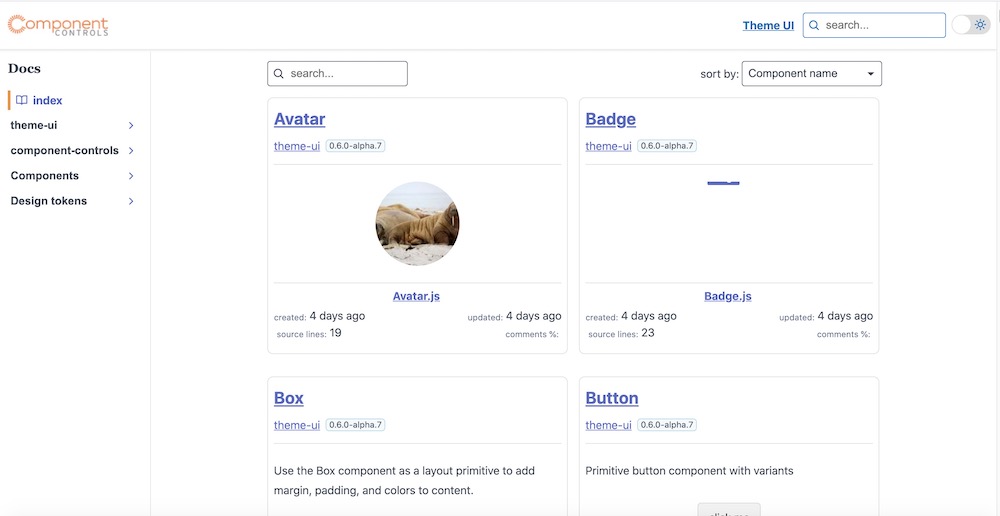 Component
CONTROLS
Theme UI
search...
Docs
index
theme-ui
component-controls
Components
Design tokens
search...
sort by: Component name
Avatar
theme-ui 0.6.0-alpha.7
Avatar.js
created: 4 days ago updated: 4 days ago
source lines: 19 comments %:
Badge
theme-ui 0.6.0-alpha.7
Badge.js
created: 4 days ago updated: 4 days ago
source lines: 23 comments %:
Box
theme-ui 0.6.0-alpha.7
Use the Box component as a layout primitive to add
margin, padding, and colors to content.
Button
theme-ui 0.6.0-alpha.7
Primitive button component with variants